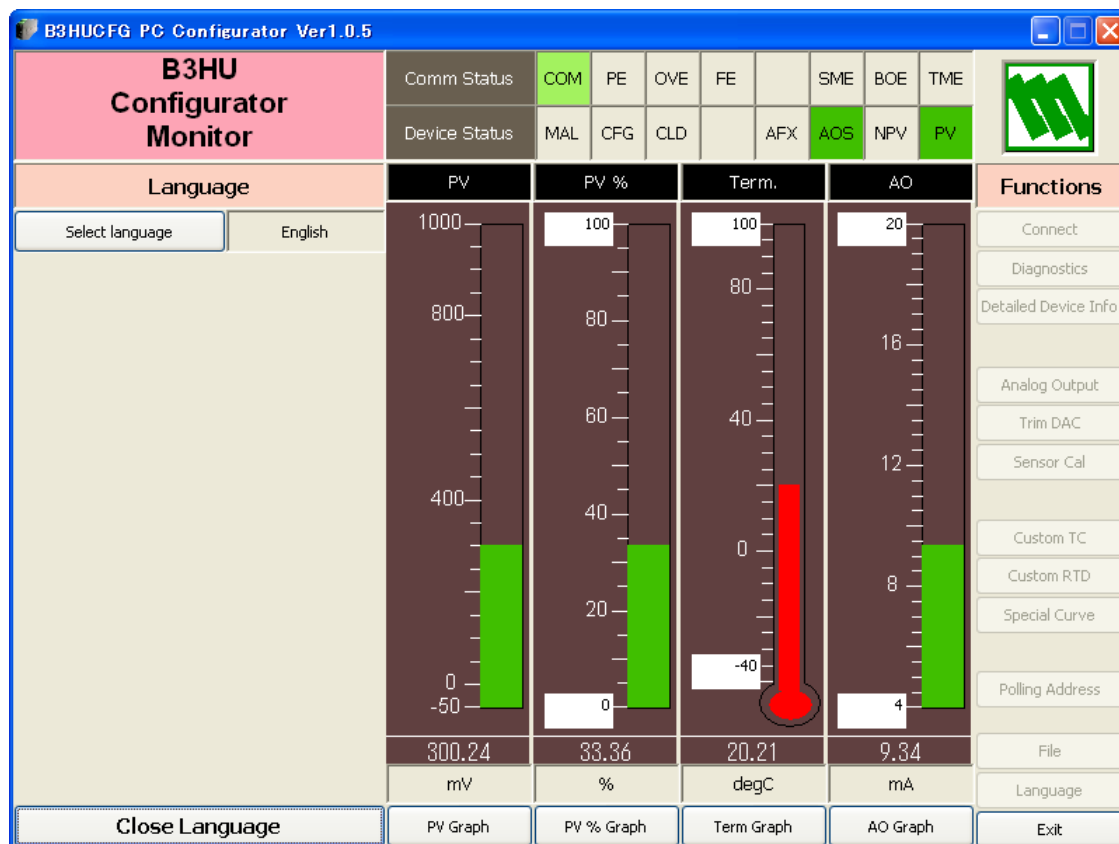 B3HUCFG PC Configurator Ver1.0.5
B3HU
Configurator
Monitor
Comm Status COM PE OVE FE SME BOE TME
Device Status MAL CFG CLD AFX AOS NPV PV
Language
Select language English
Close Language
PV
1000
800
400
0
-50
300.24
mV
PV Graph
PV %
100
80
60
40
20
0
33.36
%
PV % Graph
Term.
100
80
40
0
-40
20.21
degC
Term Graph
AO
20
16
12
8
4
9.34
mA
AO Graph
Functions
Connect
Diagnostics
Detailed Device Info
Analog Output
Trim DAC
Sensor Cal
Custom TC
Custom RTD
Special Curve
Polling Address
File
Language
Exit